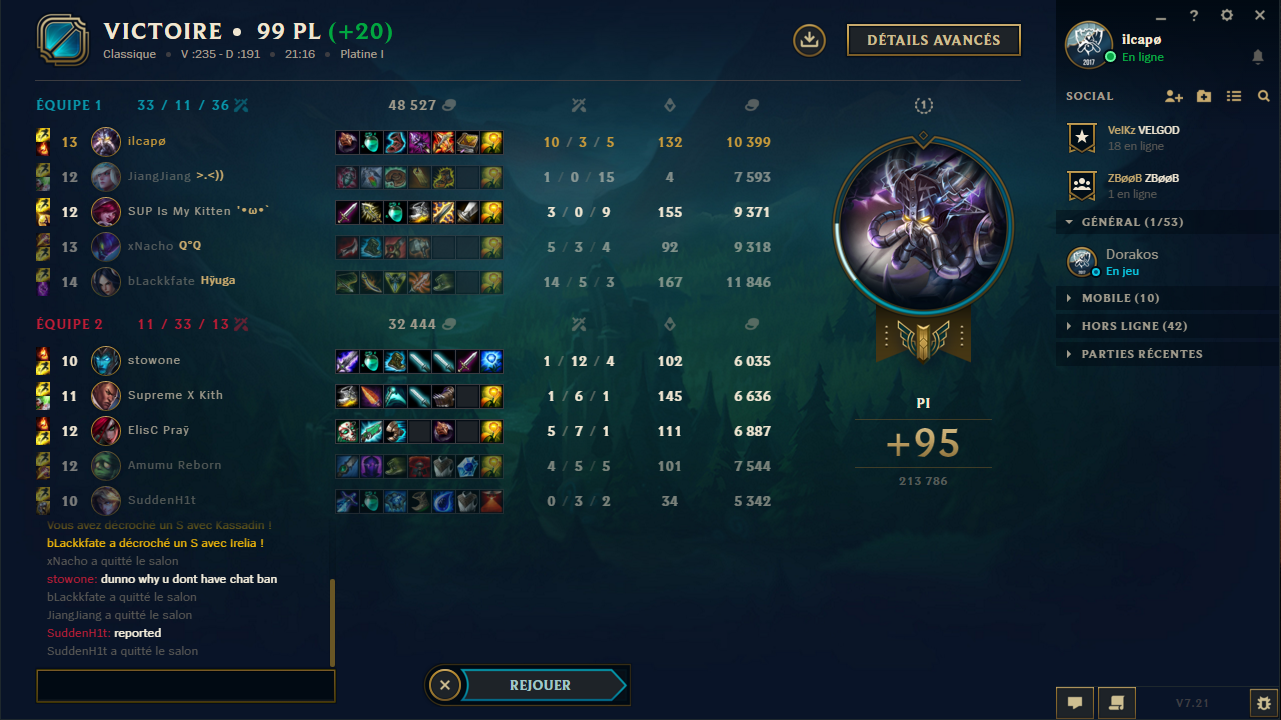 VICTOIRE • 99 PL (+20)
Classique • V :235 - D :191 • 21:16 • Platine I
DÉTAILS AVANCÉS
ÉQUIPE 1 33 / 11 / 36 48 527
13 ilcapø 10 / 3 / 5 132 10 399
12 JiangJiang >.<)) 1 / 0 / 15 4 7 593
12 SUP Is My Kitten '•ω•` 3 / 0 / 9 155 9 371
13 xNacho Q°Q 5 / 3 / 4 92 9 318
14 bLackkfate Hÿuga 14 / 5 / 3 167 11 846
ÉQUIPE 2 11 / 33 / 13 32 444
10 stowone 1 / 12 / 4 102 6 035
11 Supreme X Kith 1 / 6 / 1 145 6 636
12 ElisC Praÿ 5 / 7 / 1 111 6 887
12 Amumu Reborn 4 / 5 / 5 101 7 544
10 SuddenH1t 0 / 3 / 2 34 5 342
Vous avez décroché un S avec Kassadin !
bLackkfate a décroché un S avec Irelia !
xNacho a quitté le salon
stowone: dunno why u dont have chat ban
bLackkfate a quitté le salon
JiangJiang a quitté le salon
SuddenH1t: reported
SuddenH1t a quitté le salon
REJOUER
1
PI
+95
213 786
?
2017
ilcapø
En ligne
SOCIAL
VelKz VELGOD
18 en ligne
ZBøøB ZBøøB
1 en ligne
GÉNÉRAL (1/53)
Dorakos
En jeu
MOBILE (10)
HORS LIGNE (42)
PARTIES RÉCENTES
V7.21